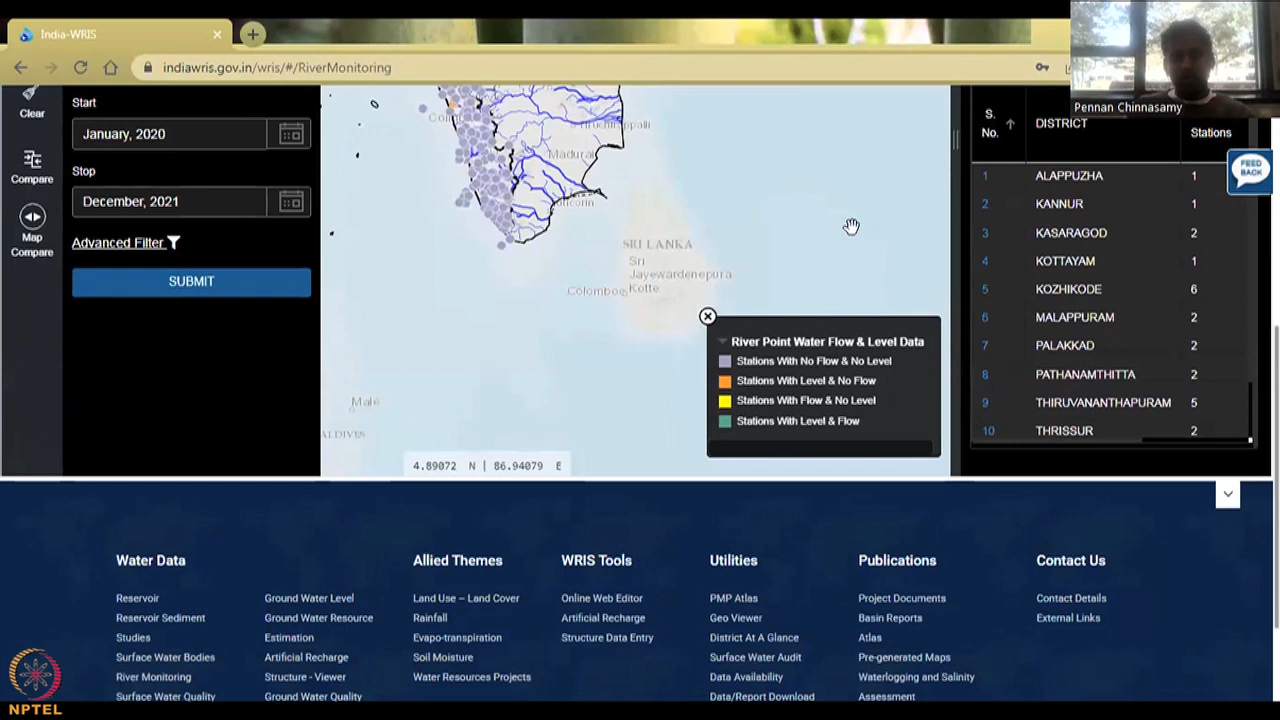 India-WRIS
indiawris.gov.in/wris/#/RiverMonitoring
Pennan Chinnasamy
Clear
Compare
Map
Compare
Start
January, 2020
Stop
December, 2021
Advanced Filter
SUBMIT
Madurai
SRI LANKA
Sri
Jayewardenepura
Kotte
Colombo
Male
4.89072 N | 86.94079 E
River Point Water Flow & Level Data
Stations With No Flow & No Level
Stations With Level & No Flow
Stations With Flow & No Level
Stations With Level & Flow
S. No. DISTRICT Stations
1 ALAPPUZHA 1
2 KANNUR 1
3 KASARAGOD 2
4 KOTTAYAM 1
5 KOZHIKODE 6
6 MALAPPURAM 2
7 PALAKKAD 2
8 PATHANAMTHITTA 2
9 THIRUVANANTHAPURAM 5
10 THRISSUR 2
FEED
BACK
Water Data
Reservoir
Reservoir Sediment
Studies
Surface Water Bodies
River Monitoring
Surface Water Quality
Ground Water Level
Ground Water Resource
Estimation
Artificial Recharge
Structure - Viewer
Ground Water Quality
Allied Themes
Land Use – Land Cover
Rainfall
Evapo-transpiration
Soil Moisture
Water Resources Projects
WRIS Tools
Online Web Editor
Artificial Recharge
Structure Data Entry
Utilities
PMP Atlas
Geo Viewer
District At A Glance
Surface Water Audit
Data Availability
Data/Report Download
Publications
Project Documents
Basin Reports
Atlas
Pre-generated Maps
Waterlogging and Salinity
Assessment
Contact Us
Contact Details
External Links
NPTEL